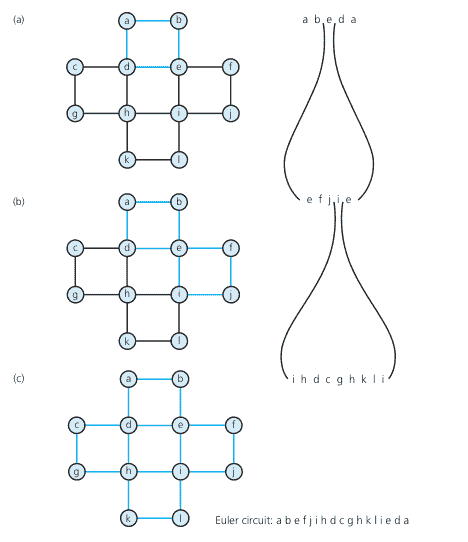 (a)
a b
a b e d a
c d e f
g h i j
k l
e f j i e
(b)
a b
c d e f
g h i j
k l
(c)
i h d c g h k l i
a b
c d e f
g h i j
k l
Euler circuit: a b e f j i h d c g h k l i e d a